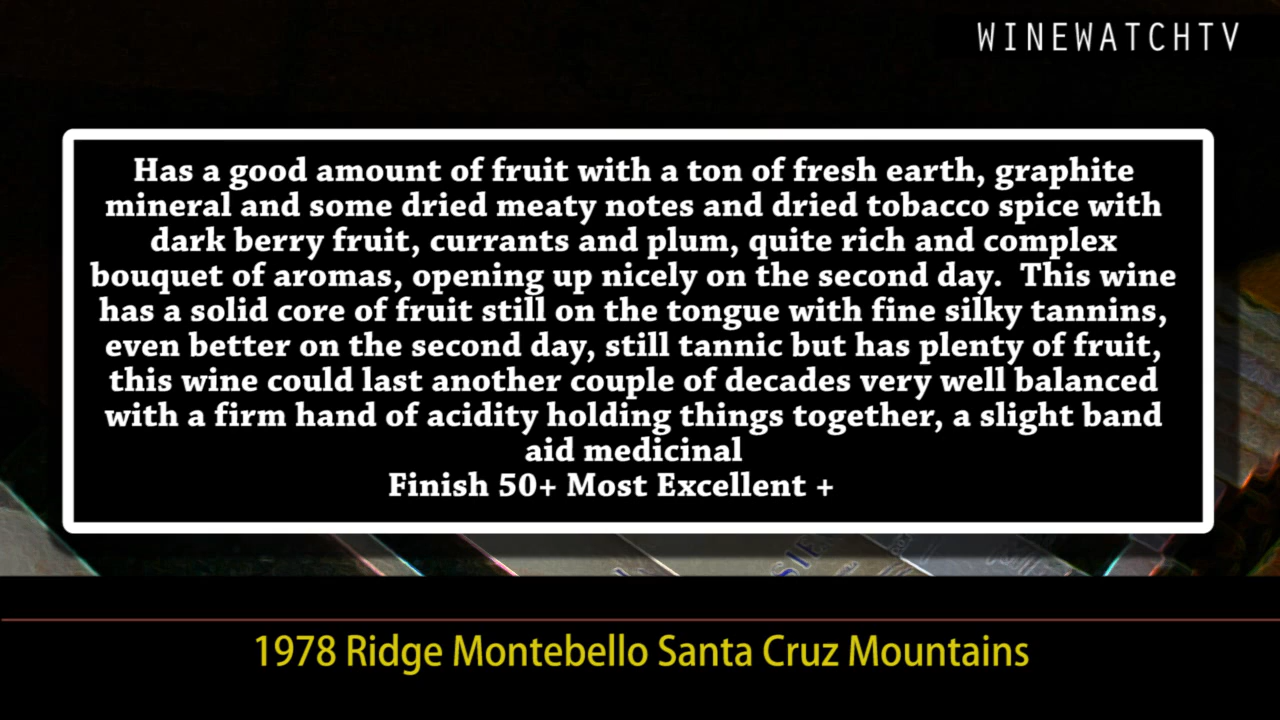 WINEWATCHTV
Has a good amount of fruit with a ton of fresh earth, graphite
mineral and some dried meaty notes and dried tobacco spice with
dark berry fruit, currants and plum, quite rich and complex
bouquet of aromas, opening up nicely on the second day.  This wine
has a solid core of fruit still on the tongue with fine silky tannins,
even better on the second day, still tannic but has plenty of fruit,
this wine could last another couple of decades very well balanced
with a firm hand of acidity holding things together, a slight band
aid medicinal
Finish 50+ Most Excellent +
1978 Ridge Montebello Santa Cruz Mountains